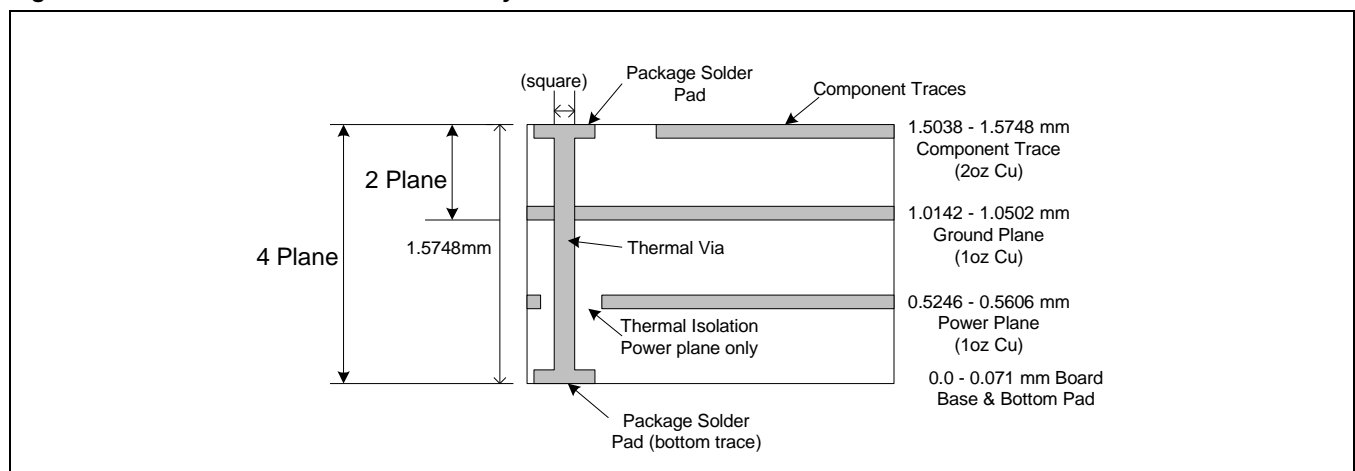 (square)
Package Solder
Pad
Component Traces
1.5038 - 1.5748 mm
Component Trace
(2oz Cu)
2 Plane
4 Plane
1.5748mm
Thermal Via
1.0142 - 1.0502 mm
Ground Plane
(1oz Cu)
Thermal Isolation
Power plane only
0.5246 - 0.5606 mm
Power Plane
(1oz Cu)
0.0 - 0.071 mm Board
Base & Bottom Pad
Package Solder
Pad (bottom trace)